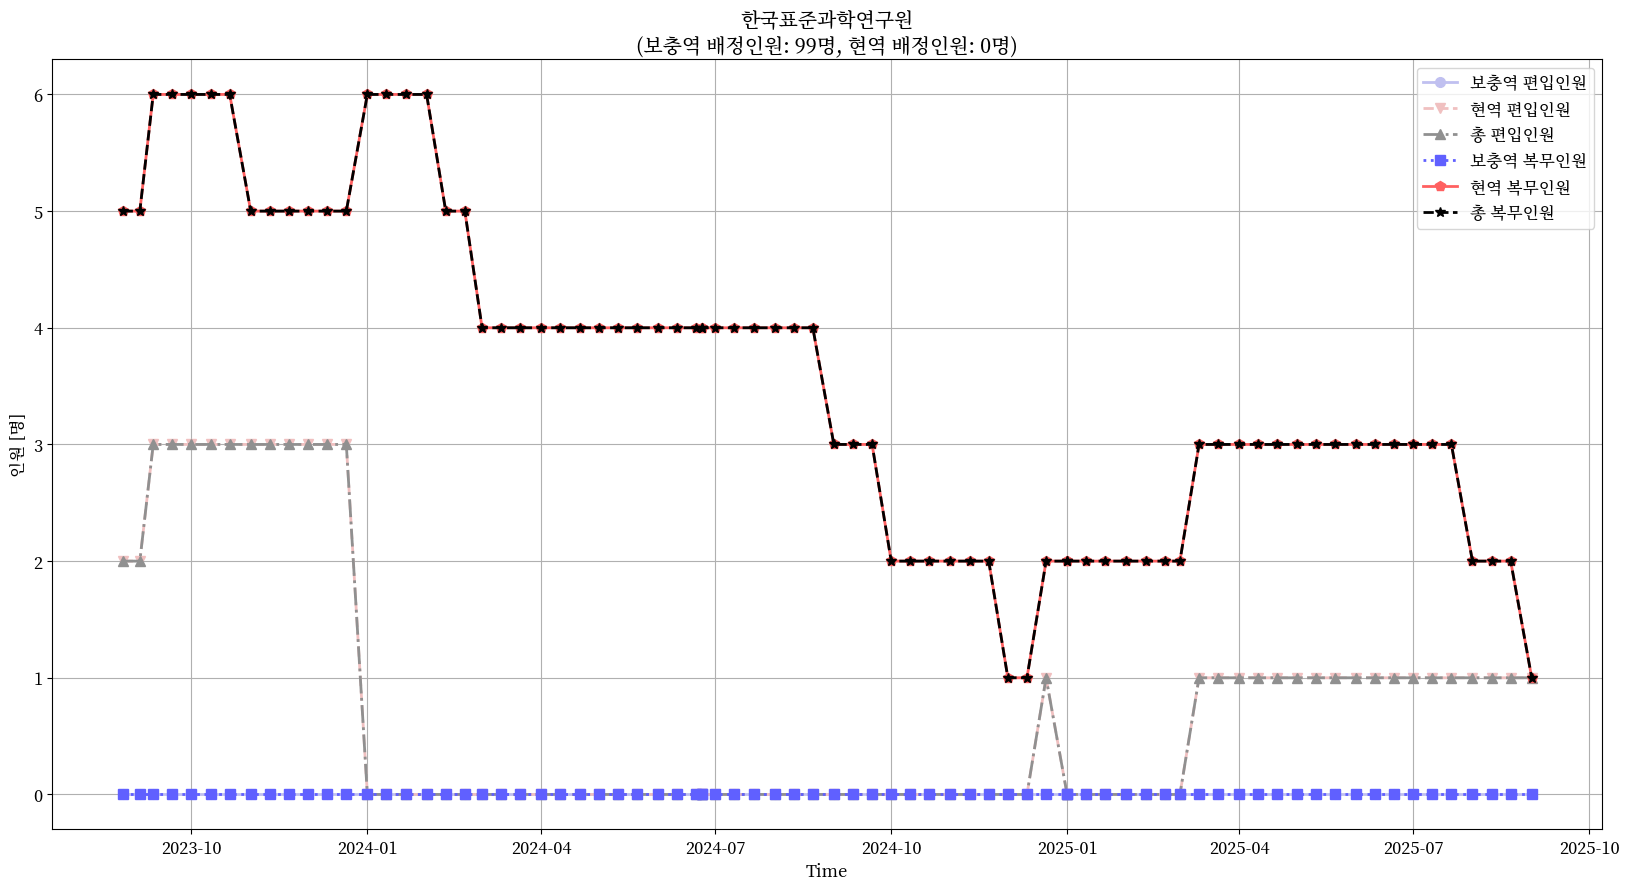 한국표준과학연구원
(보충역 배정인원: 99명, 현역 배정인원: 0명)
보충역 편입인원
현역 편입인원
총 편입인원
보충역 복무인원
현역 복무인원
총 복무인원
인원 [명]
6
5
4
3
2
1
0
2023-10
2024-01
2024-04
2024-07
2024-10
2025-01
2025-04
2025-07
2025-10
Time